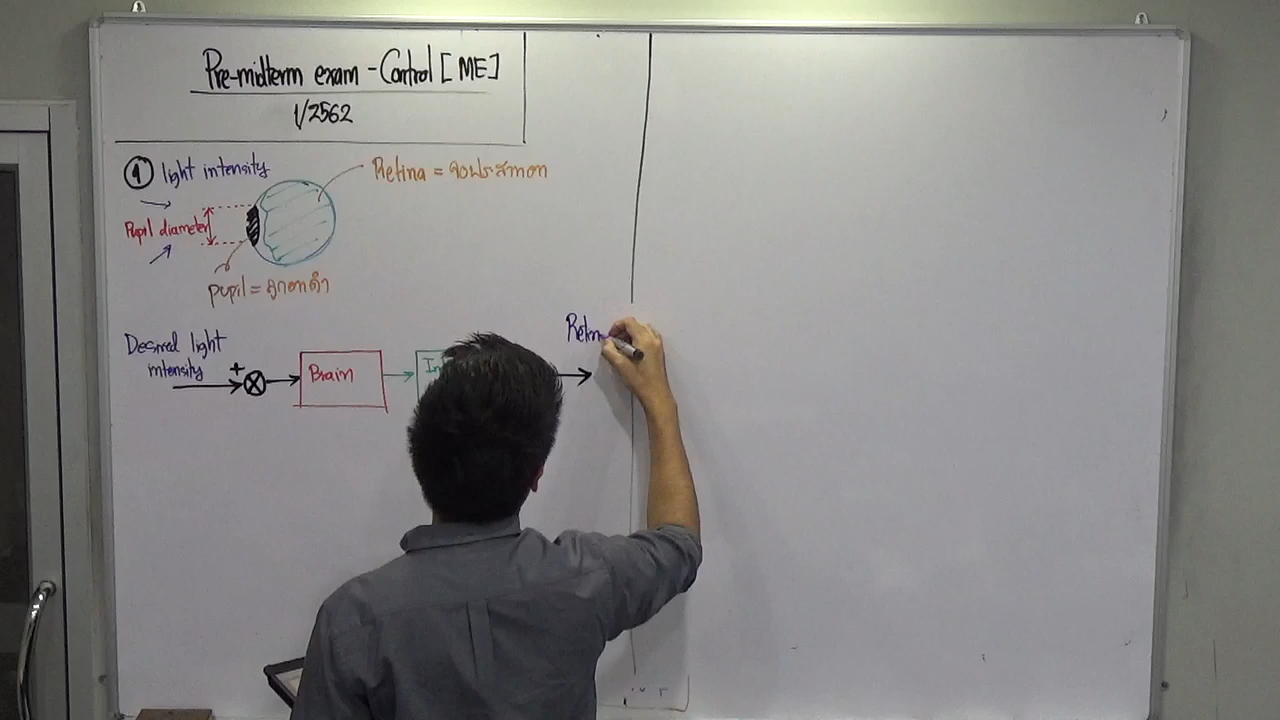 Pre-midterm exam - Control [ME]
1/2562
1 light intensity
Retina = จอประสาทตา
Pupil diameter
pupil = ลูกตาดำ
Desired light
intensity
+
Brain
Retin